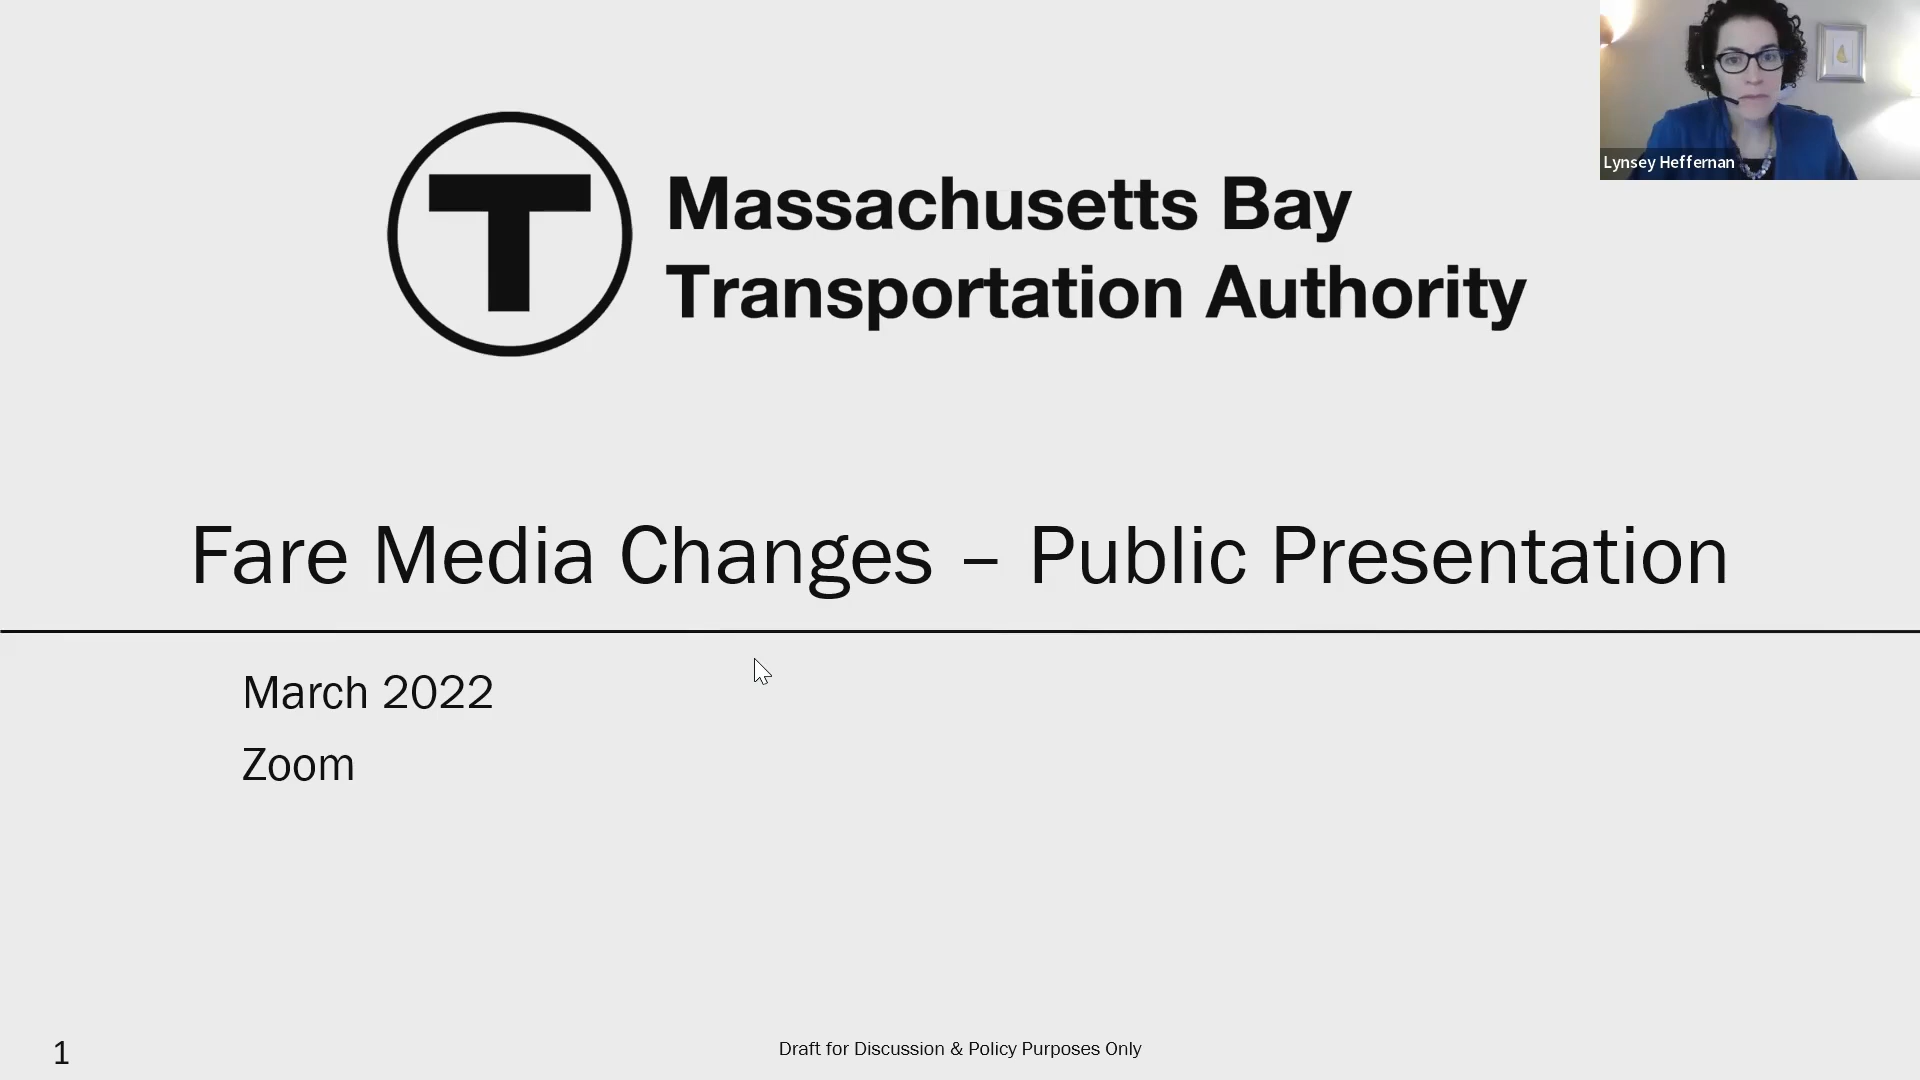 T
Massachusetts Bay
Transportation Authority
Lynsey Heffernan
Fare Media Changes – Public Presentation
March 2022
Zoom
1
Draft for Discussion & Policy Purposes Only